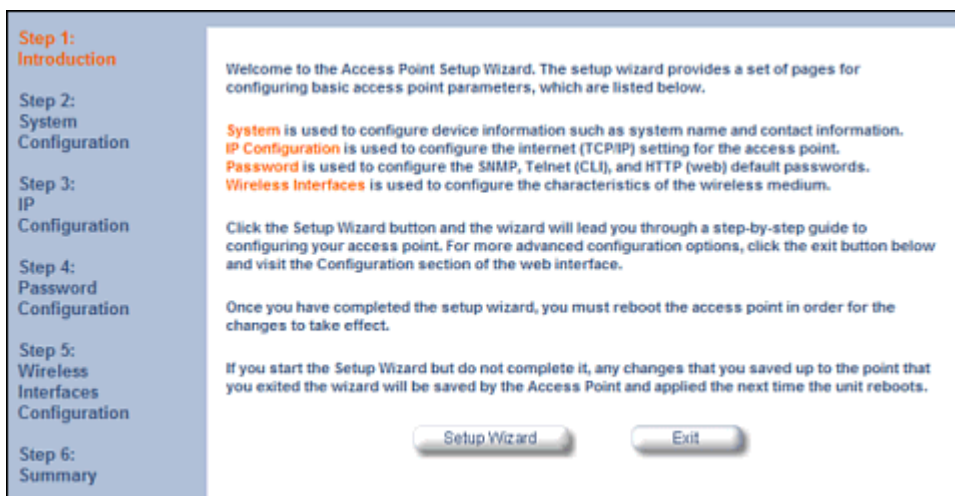 Step 1:
Introduction
Step 2:
System
Configuration
Step 3:
IP
Configuration
Step 4:
Password
Configuration
Step 5:
Wireless
Interfaces
Configuration
Step 6:
Summary
Welcome to the Access Point Setup Wizard. The setup wizard provides a set of pages for
configuring basic access point parameters, which are listed below.
System is used to configure device information such as system name and contact information.
IP Configuration is used to configure the internet (TCP/IP) setting for the access point.
Password is used to configure the SNMP, Telnet (CLI), and HTTP (web) default passwords.
Wireless Interfaces is used to configure the characteristics of the wireless medium.
Click the Setup Wizard button and the wizard will lead you through a step-by-step guide to
configuring your access point. For more advanced configuration options, click the exit button below
and visit the Configuration section of the web interface.
Once you have completed the setup wizard, you must reboot the access point in order for the
changes to take effect.
If you start the Setup Wizard but do not complete it, any changes that you saved up to the point that
you exited the wizard will be saved by the Access Point and applied the next time the unit reboots.
Setup Wizard
Exit